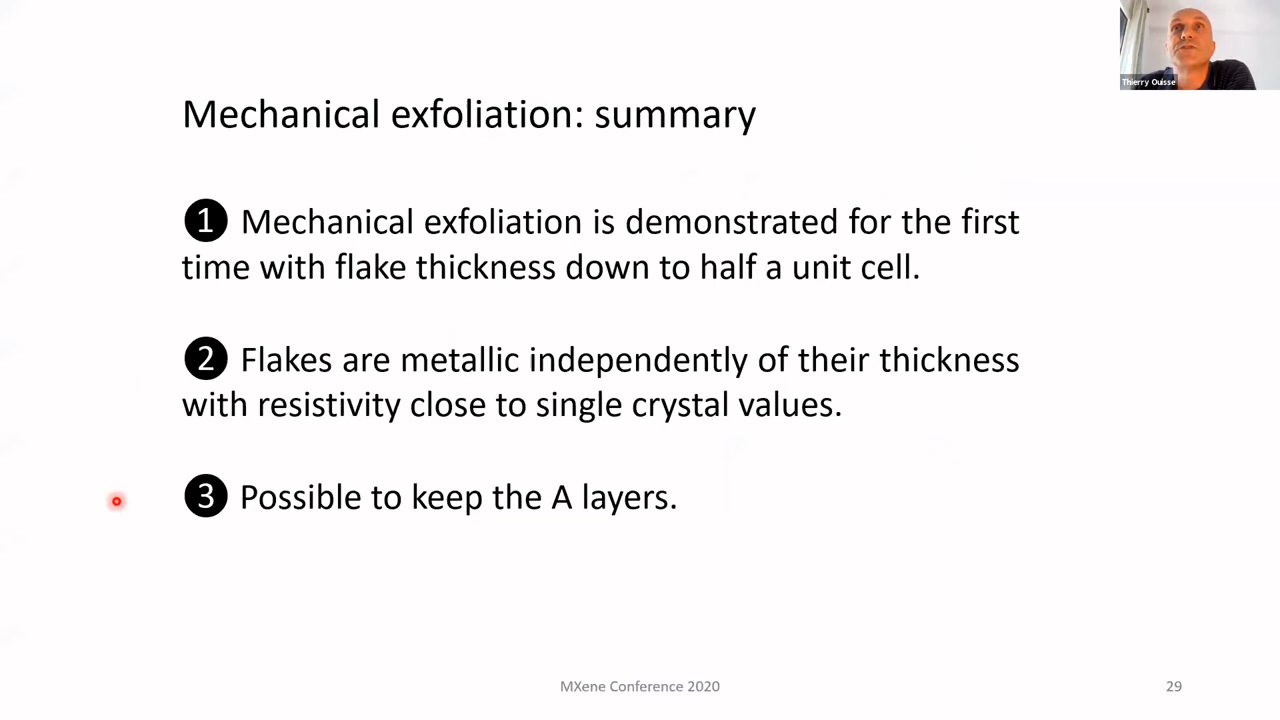 Thierry Ouisse
Mechanical exfoliation: summary
❶ Mechanical exfoliation is demonstrated for the first
time with flake thickness down to half a unit cell.
❷ Flakes are metallic independently of their thickness
with resistivity close to single crystal values.
❸ Possible to keep the A layers.
MXene Conference 2020
29